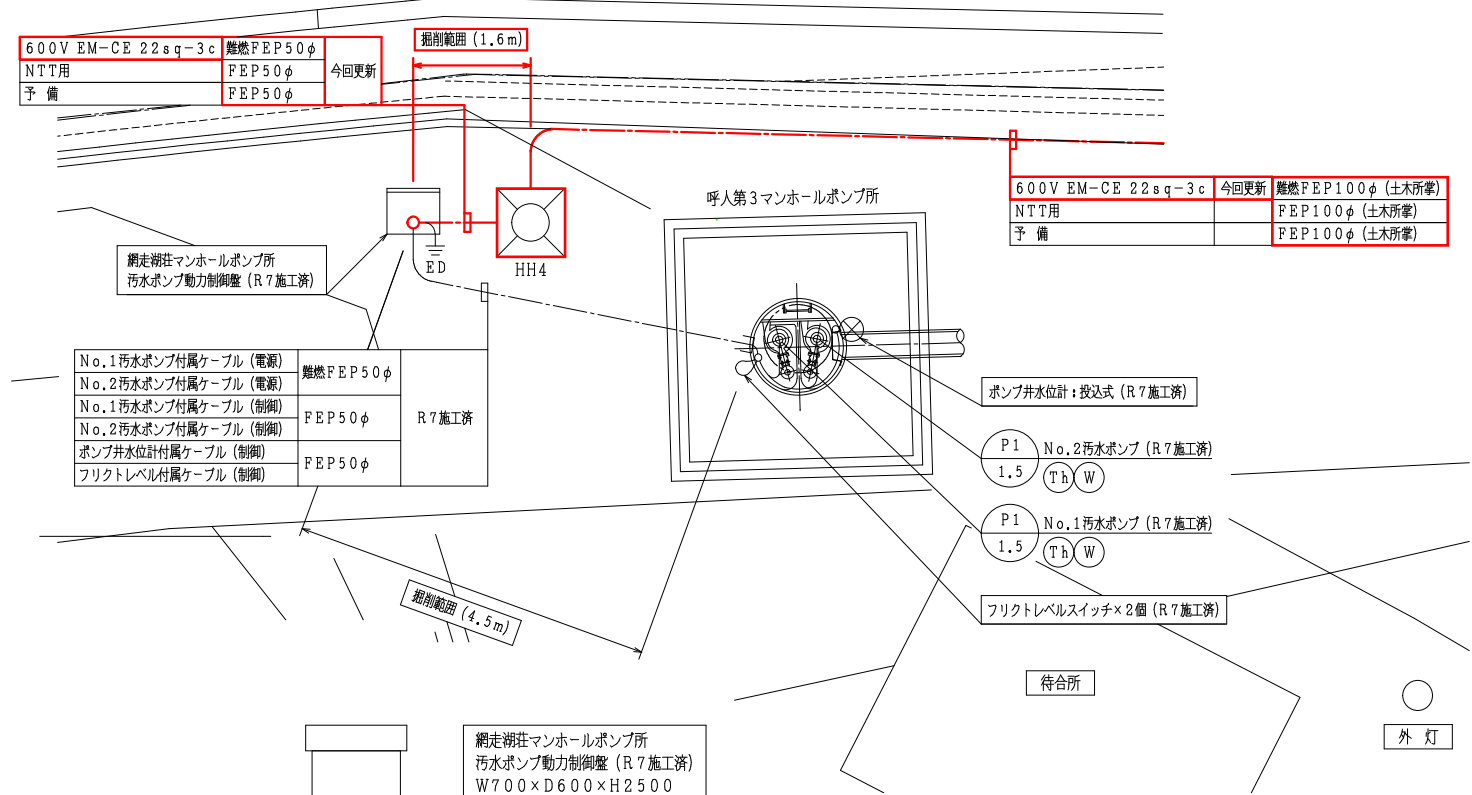 600V EM-CE 22sq-3c 難燃FEP50φ 今回更新
NTT用 FEP50φ
予 備 FEP50φ
掘削範囲 (1.6m)
呼人第3マンホールポンプ所
600V EM-CE 22sq-3c 今回更新 難燃FEP100φ (土木所掌)
NTT用 FEP100φ (土木所掌)
予 備 FEP100φ (土木所掌)
網走湖荘マンホールポンプ所
汚水ポンプ動力制御盤 (R7施工済)
ED
HH4
No.1汚水ポンプ付属ケーブル (電源) 難燃FEP50φ R7施工済
No.2汚水ポンプ付属ケーブル (電源)
No.1汚水ポンプ付属ケーブル (制御) FEP50φ
No.2汚水ポンプ付属ケーブル (制御)
ポンプ井水位計付属ケーブル (制御) FEP50φ
フリクトレベル付属ケーブル (制御)
ポンプ井水位計:投込式 (R7施工済)
P1 No.2汚水ポンプ (R7施工済)
1.5 Th W
P1 No.1汚水ポンプ (R7施工済)
1.5 Th W
掘削範囲 (4.5m)
フリクトレベルスイッチ×2個 (R7施工済)
待合所
外 灯
網走湖荘マンホールポンプ所
汚水ポンプ動力制御盤 (R7施工済)
W700×D600×H2500